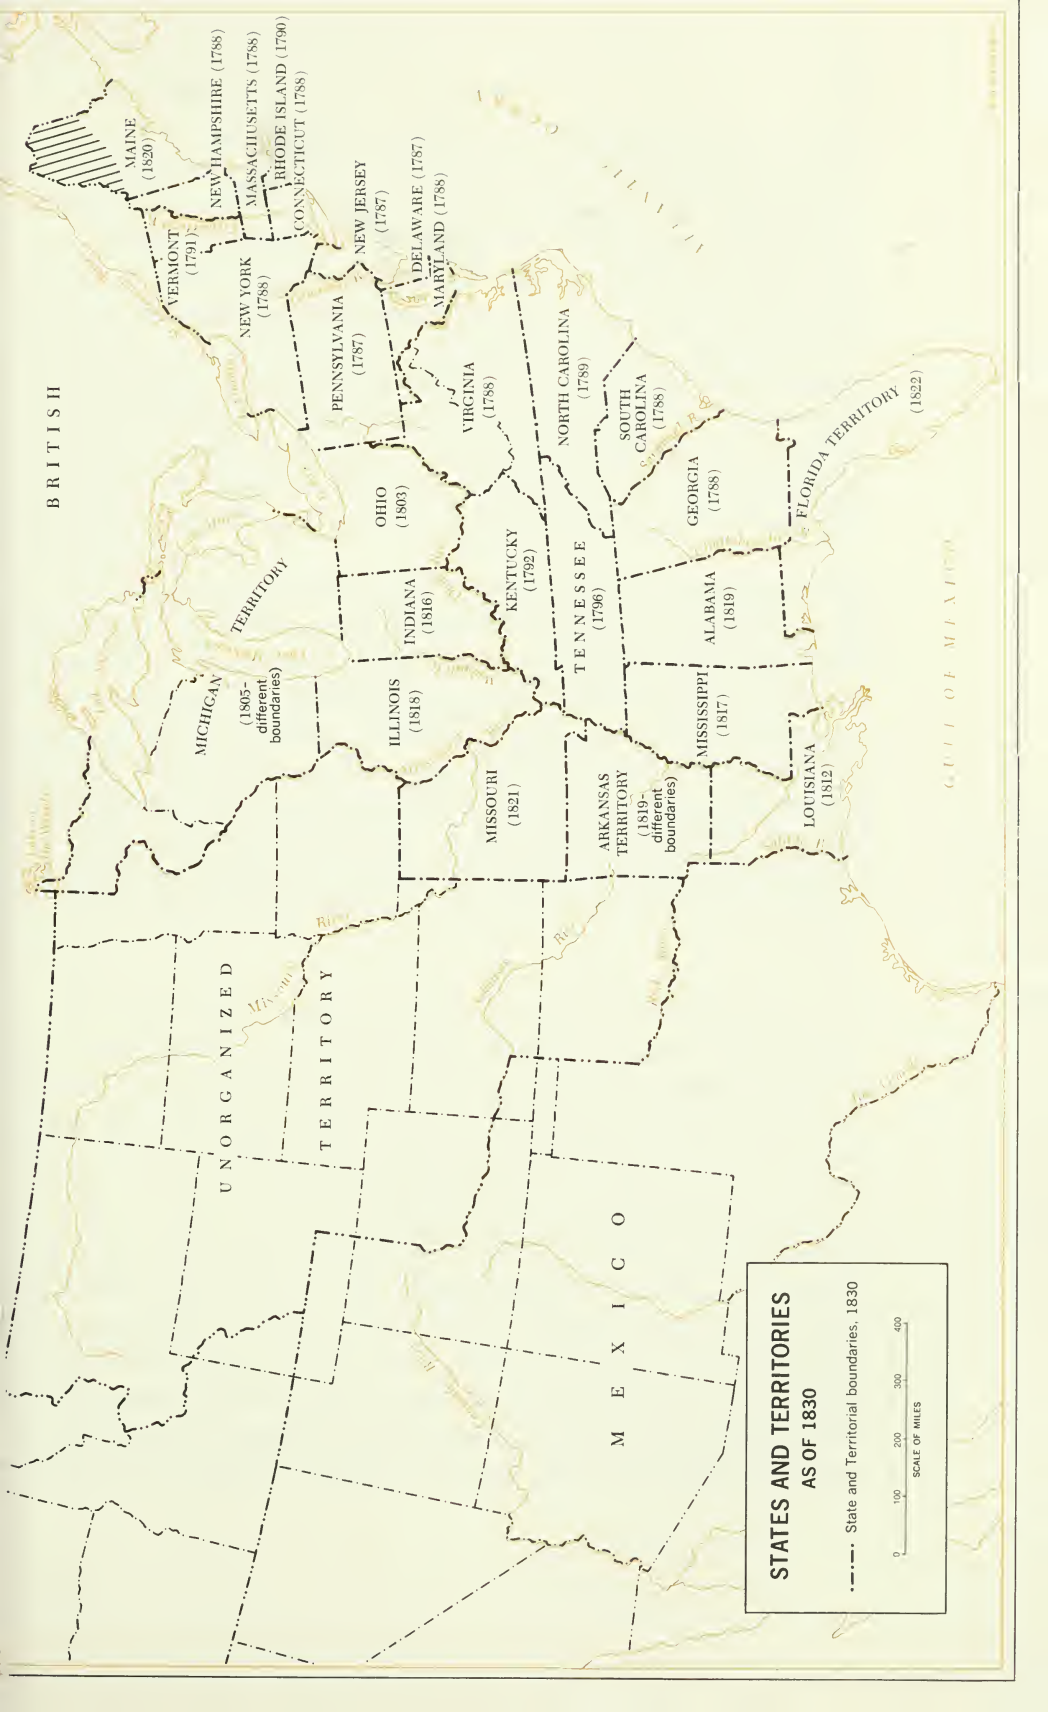 BRITISH
MAINE
(1820)
NEW HAMPSHIRE (1788)
MASSACHUSETTS (1788)
RHODE ISLAND (1790)
CONNECTICUT (1788)
VERMONT
(1791)
NEW YORK
(1788)
NEW JERSEY
(1787)
PENNSYLVANIA
(1787)
DELAWARE (1787)
MARYLAND (1788)
VIRGINIA
(1788)
NORTH CAROLINA
(1789)
SOUTH
CAROLINA
(1788)
GEORGIA
(1788)
FLORIDA TERRITORY
(1822)
OHIO
(1803)
INDIANA
(1816)
KENTUCKY
(1792)
TENNESSEE
(1796)
ALABAMA
(1819)
MICHIGAN
TERRITORY
(1805-
different
boundaries)
ILLINOIS
(1818)
MISSISSIPPI
(1817)
MISSOURI
(1821)
ARKANSAS
TERRITORY
(1819-
different
boundaries)
LOUISIANA
(1812)
UNORGANIZED
TERRITORY
Missouri
River
MEXICO
GULF OF MEXICO
OCEAN
STATES AND TERRITORIES
AS OF 1830
State and Territorial boundaries, 1830
0 100 200 300 400
SCALE OF MILES